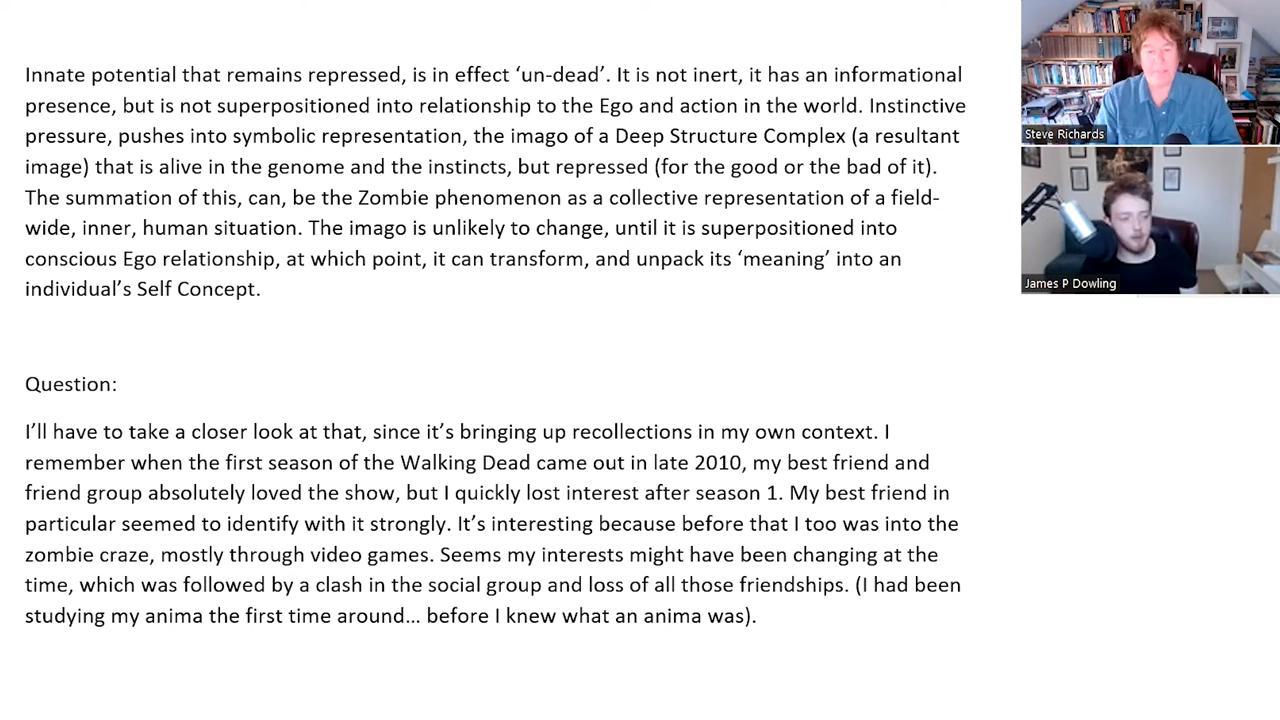 Innate potential that remains repressed, is in effect ‘un-dead’. It is not inert, it has an informational
presence, but is not superpositioned into relationship to the Ego and action in the world. Instinctive
pressure, pushes into symbolic representation, the imago of a Deep Structure Complex (a resultant
image) that is alive in the genome and the instincts, but repressed (for the good or the bad of it).
The summation of this, can, be the Zombie phenomenon as a collective representation of a field-
wide, inner, human situation. The imago is unlikely to change, until it is superpositioned into
conscious Ego relationship, at which point, it can transform, and unpack its ‘meaning’ into an
individual’s Self Concept.
Question:
I’ll have to take a closer look at that, since it’s bringing up recollections in my own context. I
remember when the first season of the Walking Dead came out in late 2010, my best friend and
friend group absolutely loved the show, but I quickly lost interest after season 1. My best friend in
particular seemed to identify with it strongly. It’s interesting because before that I too was into the
zombie craze, mostly through video games. Seems my interests might have been changing at the
time, which was followed by a clash in the social group and loss of all those friendships. (I had been
studying my anima the first time around… before I knew what an anima was).
Steve Richards
James P Dowling